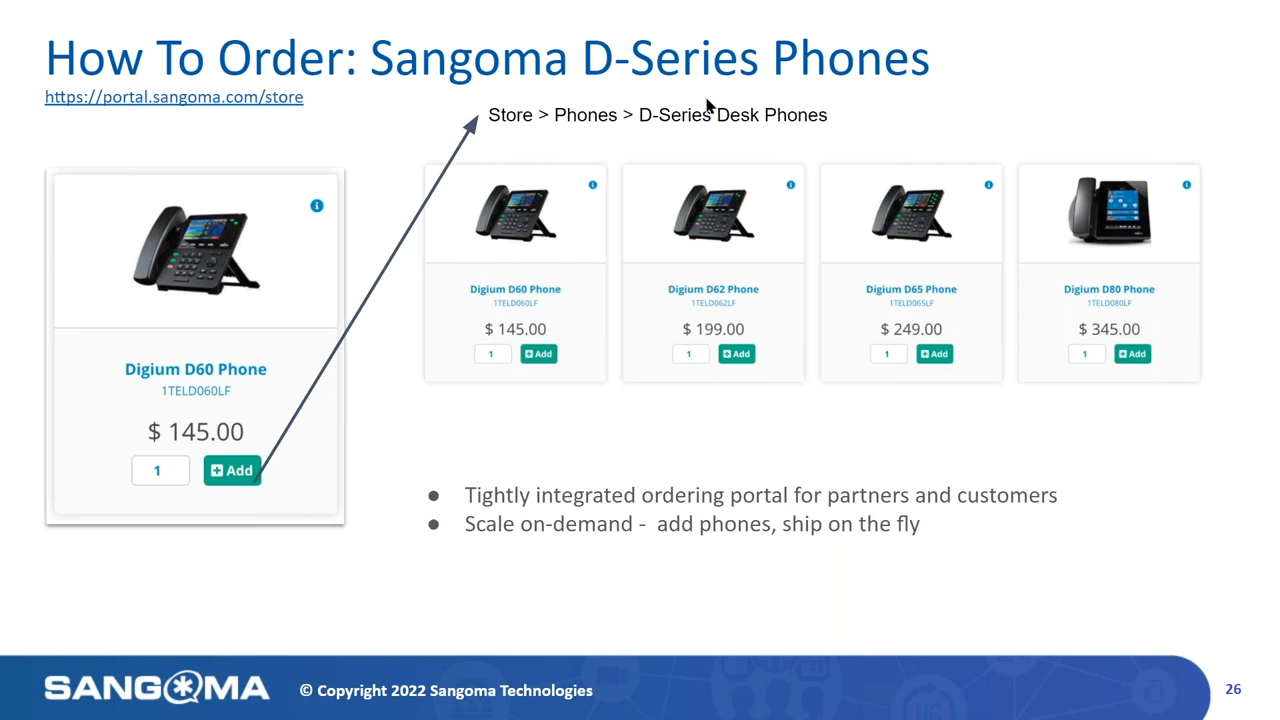 How To Order: Sangoma D-Series Phones
https://portal.sangoma.com/store
Store > Phones > D-Series Desk Phones
Digium D60 Phone
1TELD060LF
$ 145.00
1
Add
Digium D60 Phone
1TELD060LF
$ 145.00
1
Add
Digium D62 Phone
1TELD062LF
$ 199.00
1
Add
Digium D65 Phone
1TELD065LF
$ 249.00
1
Add
Digium D80 Phone
1TELD080LF
$ 345.00
1
Add
● Tightly integrated ordering portal for partners and customers
● Scale on-demand - add phones, ship on the fly
SANGOMA
© Copyright 2022 Sangoma Technologies
26